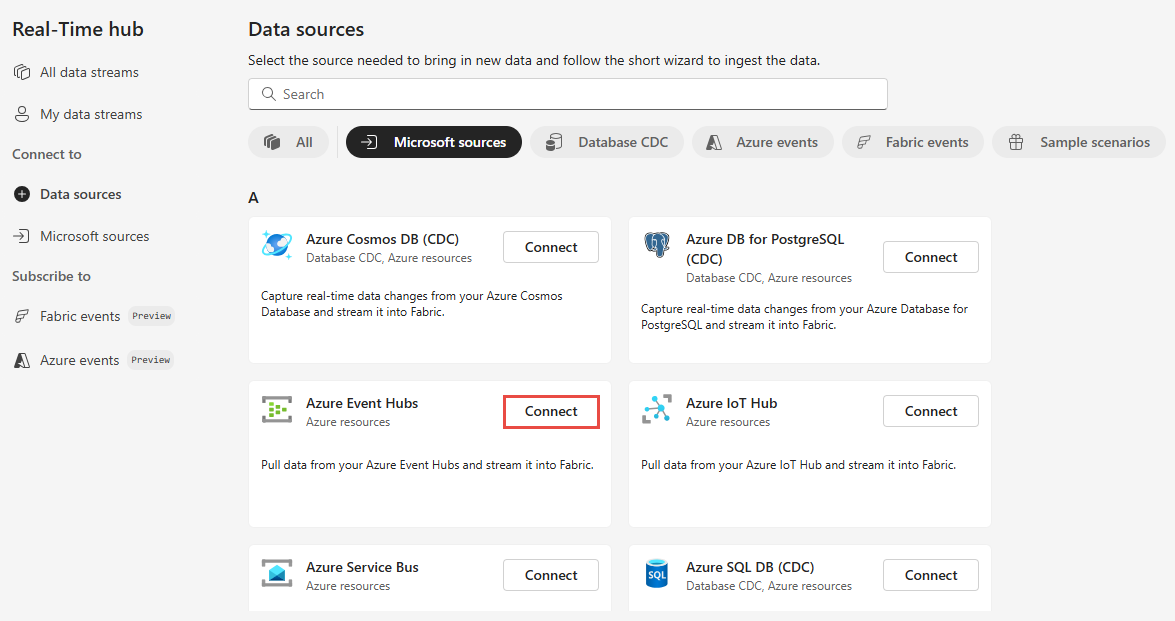 Real-Time hub
All data streams
My data streams
Connect to
Data sources
Microsoft sources
Subscribe to
Fabric events Preview
Azure events Preview
Data sources
Select the source needed to bring in new data and follow the short wizard to ingest the data.
Search
All Microsoft sources Database CDC Azure events Fabric events Sample scenarios
A
Azure Cosmos DB (CDC)
Database CDC, Azure resources
Connect
Capture real-time data changes from your Azure Cosmos
Database and stream it into Fabric.
Azure DB for PostgreSQL
(CDC)
Database CDC, Azure resources
Connect
Capture real-time data changes from your Azure Database for
PostgreSQL and stream it into Fabric.
Azure Event Hubs
Azure resources
Connect
Pull data from your Azure Event Hubs and stream it into Fabric.
Azure IoT Hub
Azure resources
Connect
Pull data from your Azure IoT Hub and stream it into Fabric.
Azure Service Bus
Azure resources
Connect
SQL
Azure SQL DB (CDC)
Database CDC, Azure resources
Connect